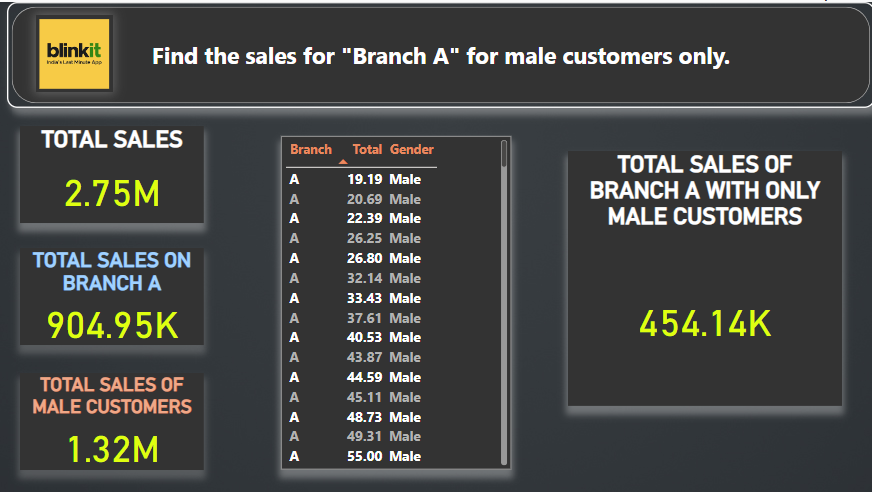 blinkit
India's Last Minute App
Find the sales for "Branch A" for male customers only.
TOTAL SALES
2.75M
TOTAL SALES ON
BRANCH A
904.95K
TOTAL SALES OF
MALE CUSTOMERS
1.32M
Branch Total Gender
A 19.19 Male
A 20.69 Male
A 22.39 Male
A 26.25 Male
A 26.80 Male
A 32.14 Male
A 33.43 Male
A 37.61 Male
A 40.53 Male
A 43.87 Male
A 44.59 Male
A 45.11 Male
A 48.73 Male
A 49.31 Male
A 55.00 Male
TOTAL SALES OF
BRANCH A WITH ONLY
MALE CUSTOMERS
454.14K